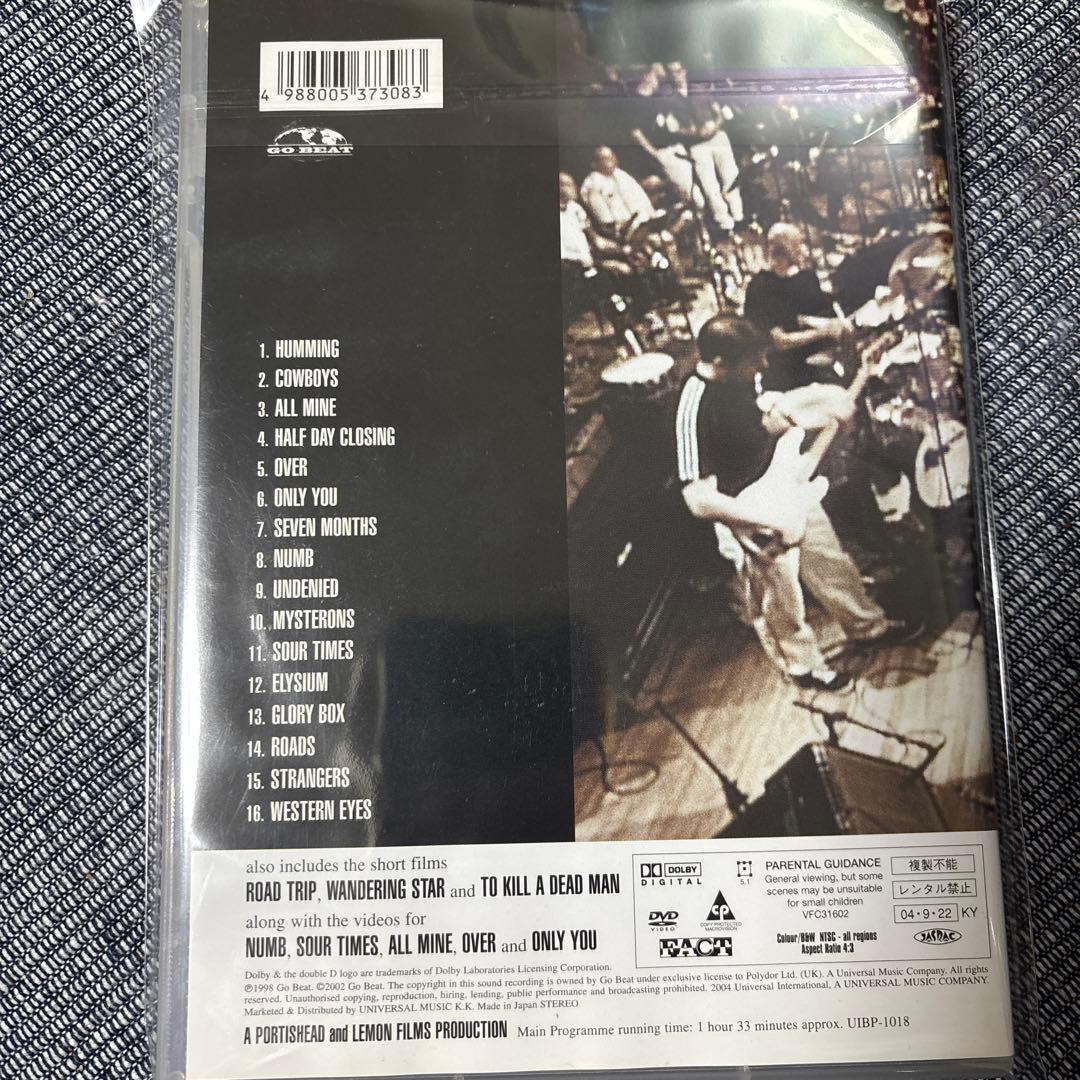 4 988005 373083
GO BEAT
1. HUMMING
2. COWBOYS
3. ALL MINE
4. HALF DAY CLOSING
5. OVER
6. ONLY YOU
7. SEVEN MONTHS
8. NUMB
9. UNDENIED
10. MYSTERONS
11. SOUR TIMES
12. ELYSIUM
13. GLORY BOX
14. ROADS
15. STRANGERS
16. WESTERN EYES
also includes the short films
ROAD TRIP, WANDERING STAR and TO KILL A DEAD MAN
along with the videos for
NUMB, SOUR TIMES, ALL MINE, OVER and ONLY YOU
DOLBY
DIGITAL
5.1
DVD
VIDEO
CP
COPY PROTECTED
MACROVISION
FACT
PARENTAL GUIDANCE
General viewing, but some
scenes may be unsuitable
for small children
VFC31602
Colour/B&W NTSC - all regions
Aspect Ratio 4:3
複製不能
レンタル禁止
04・9・22 KY
JASRAC
Dolby & the double D logo are trademarks of Dolby Laboratories Licensing Corporation.
℗1998 Go Beat. ©2002 Go Beat. The copyright in this sound recording is owned by Go Beat under exclusive license to Polydor Ltd. (UK). A Universal Music Company. All rights
reserved. Unauthorised copying, reproduction, hiring, lending, public performance and broadcasting prohibited. 2004 Universal International, A UNIVERSAL MUSIC COMPANY.
Marketed & Distributed by UNIVERSAL MUSIC K.K. Made in Japan STEREO
A PORTISHEAD and LEMON FILMS PRODUCTION Main Programme running time: 1 hour 33 minutes approx. UIBP-1018